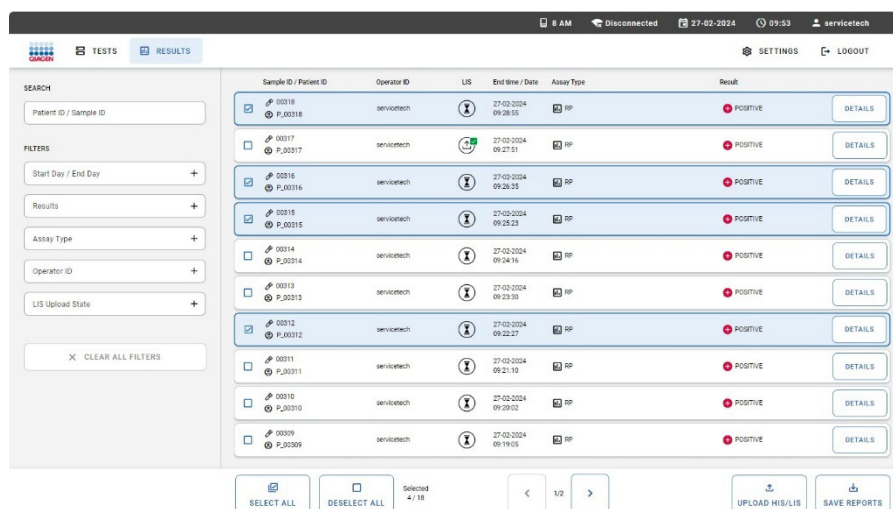 8 AM Disconnected 27-02-2024 09:53 servicetech
QIAGEN TESTS RESULTS SETTINGS LOGOUT
SEARCH
Patient ID / Sample ID
FILTERS
Start Day / End Day +
Results +
Assay Type +
Operator ID +
LIS Upload State +
CLEAR ALL FILTERS
Sample ID / Patient ID Operator ID LIS End time / Date Assay Type Result
00318 servicetech 27-02-2024 RP POSITIVE DETAILS
P_00318 09:28:55
00317 servicetech 27-02-2024 RP POSITIVE DETAILS
P_00317 09:27:51
00316 servicetech 27-02-2024 RP POSITIVE DETAILS
P_00316 09:26:35
00315 servicetech 27-02-2024 RP POSITIVE DETAILS
P_00315 09:25:23
00314 servicetech 27-02-2024 RP POSITIVE DETAILS
P_00314 09:24:16
00313 servicetech 27-02-2024 RP POSITIVE DETAILS
P_00313 09:23:30
00312 servicetech 27-02-2024 RP POSITIVE DETAILS
P_00312 09:22:27
00311 servicetech 27-02-2024 RP POSITIVE DETAILS
P_00311 09:21:10
00310 servicetech 27-02-2024 RP POSITIVE DETAILS
P_00310 09:20:02
00309 servicetech 27-02-2024 RP POSITIVE DETAILS
P_00309 09:19:05
SELECT ALL DESELECT ALL Selected
4 / 18
< 1/2 > UPLOAD HIS/LIS SAVE REPORTS